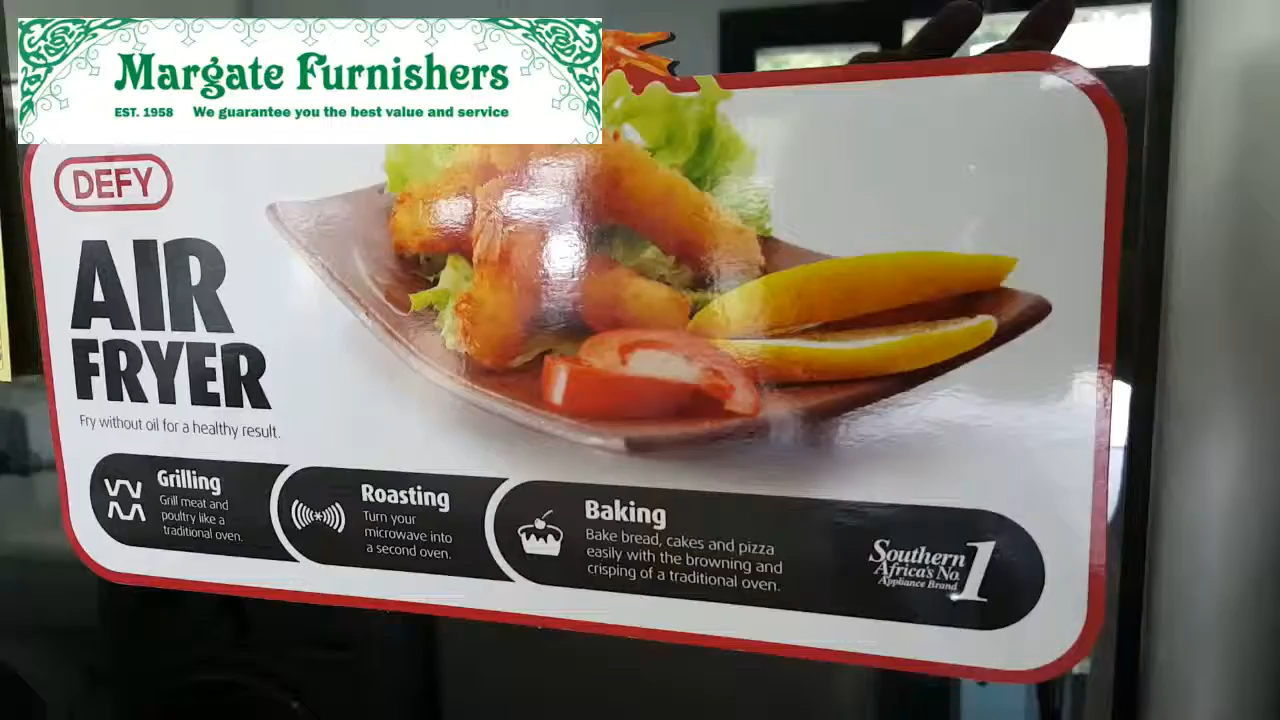 Margate Furnishers
EST. 1958 We guarantee you the best value and service
DEFY
AIR
FRYER
Fry without oil for a healthy result.
Grilling
Grill meat and
poultry like a
traditional oven.
Roasting
Turn your
microwave into
a second oven.
Baking
Bake bread, cakes and pizza
easily with the browning and
crisping of a traditional oven.
Southern
Africa's No. 1
Appliance Brand